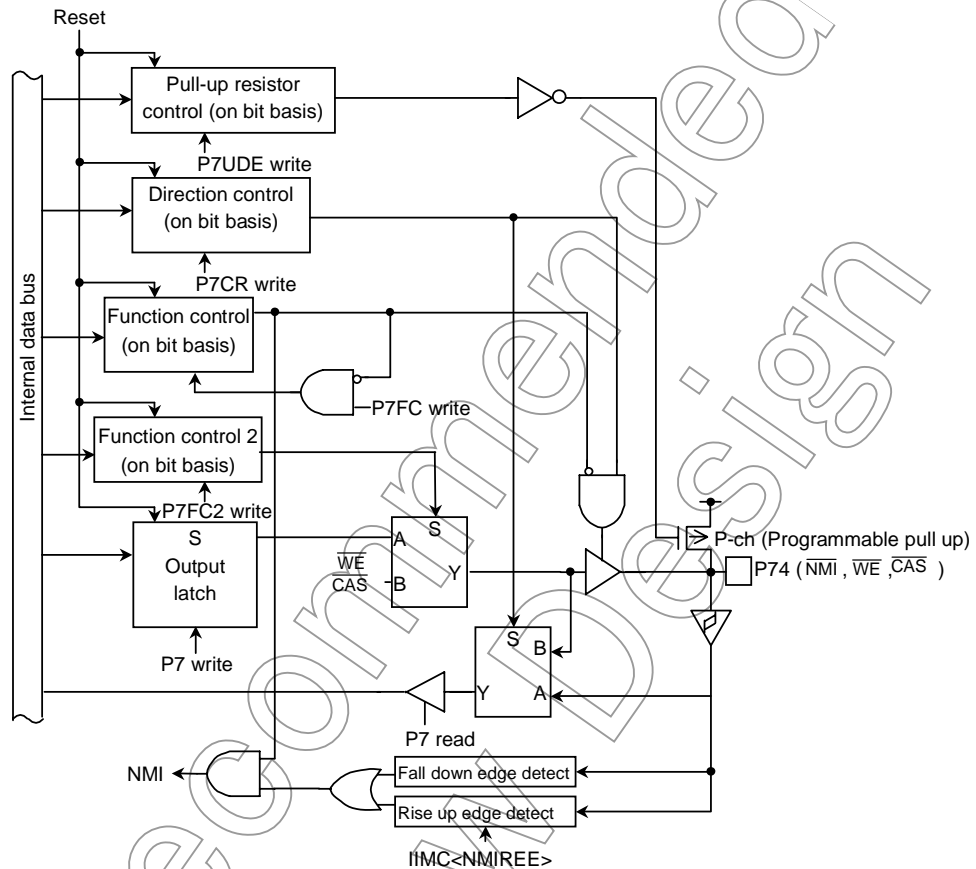 Reset
Pull-up resistor
control (on bit basis)
P7UDE write
Direction control
(on bit basis)
P7CR write
Internal data bus
Function control
(on bit basis)
P7FC write
Function control 2
(on bit basis)
P7FC2 write
S
Output
latch
P7 write
WE
CAS
S
A
B
Y
P-ch (Programmable pull up)
P74 ( NMI , WE ,CAS )
S
B
Y
A
P7 read
NMI
Fall down edge detect
Rise up edge detect
IIMC<NMIREE>
ecommended
w Design